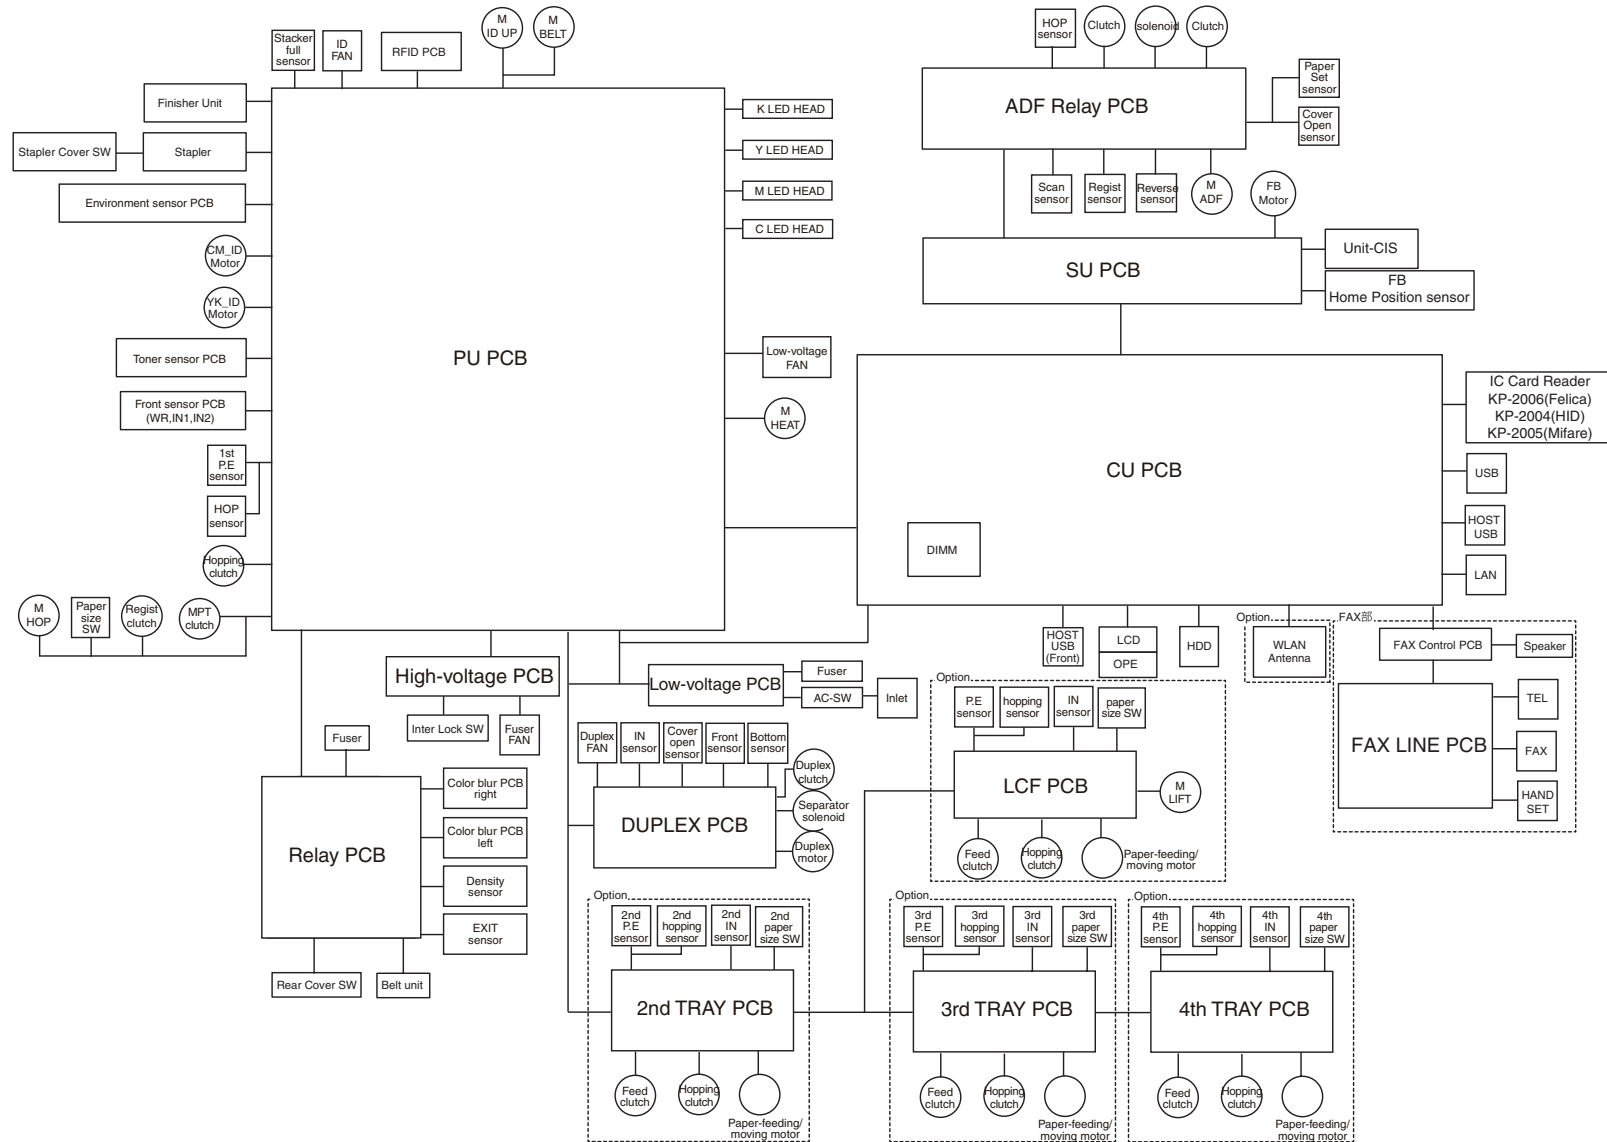 Stacker
full
sensor
ID
FAN
RFID PCB
M
ID UP
M
BELT
HOP
sensor
Clutch
solenoid
Clutch
Finisher Unit
Stapler Cover SW
Stapler
Environment sensor PCB
CM_ID
Motor
YK_ID
Motor
Toner sensor PCB
Front sensor PCB
(WR,IN1,IN2)
1st
P.E
sensor
HOP
sensor
Hopping
clutch
M
HOP
Paper
size
SW
Regist
clutch
MPT
clutch
PU PCB
K LED HEAD
Y LED HEAD
M LED HEAD
C LED HEAD
Low-voltage
FAN
M
HEAT
ADF Relay PCB
Paper
Set
sensor
Cover
Open
sensor
Scan
sensor
Regist
sensor
Reverse
sensor
M
ADF
FB
Motor
SU PCB
Unit-CIS
FB
Home Position sensor
CU PCB
DIMM
IC Card Reader
KP-2006(Felica)
KP-2004(HID)
KP-2005(Mifare)
USB
HOST
USB
LAN
HOST
USB
(Front)
LCD
OPE
HDD
Option
WLAN
Antenna
FAX部
FAX Control PCB
Speaker
FAX LINE PCB
TEL
FAX
HAND
SET
High-voltage PCB
Inter Lock SW
Fuser
FAN
Low-voltage PCB
Fuser
AC-SW
Inlet
Fuser
Relay PCB
Color blur PCB
right
Color blur PCB
left
Density
sensor
EXIT
sensor
Rear Cover SW
Belt unit
Duplex
FAN
IN
sensor
Cover
open
sensor
Front
sensor
Bottom
sensor
DUPLEX PCB
Duplex
clutch
Separator
solenoid
Duplex
motor
Option
P.E
sensor
hopping
sensor
IN
sensor
paper
size SW
LCF PCB
M
LIFT
Feed
clutch
Hopping
clutch
Paper-feeding/
moving motor
Option
2nd
P.E
sensor
2nd
hopping
sensor
2nd
IN
sensor
2nd
paper
size SW
2nd TRAY PCB
Feed
clutch
Hopping
clutch
Paper-feeding/
moving motor
Option
3rd
P.E
sensor
3rd
hopping
sensor
3rd
IN
sensor
3rd
paper
size SW
3rd TRAY PCB
Feed
clutch
Hopping
clutch
Paper-feeding/
moving motor
Option
4th
P.E
sensor
4th
hopping
sensor
4th
IN
sensor
4th
paper
size SW
4th TRAY PCB
Feed
clutch
Hopping
clutch
Paper-feeding/
moving motor